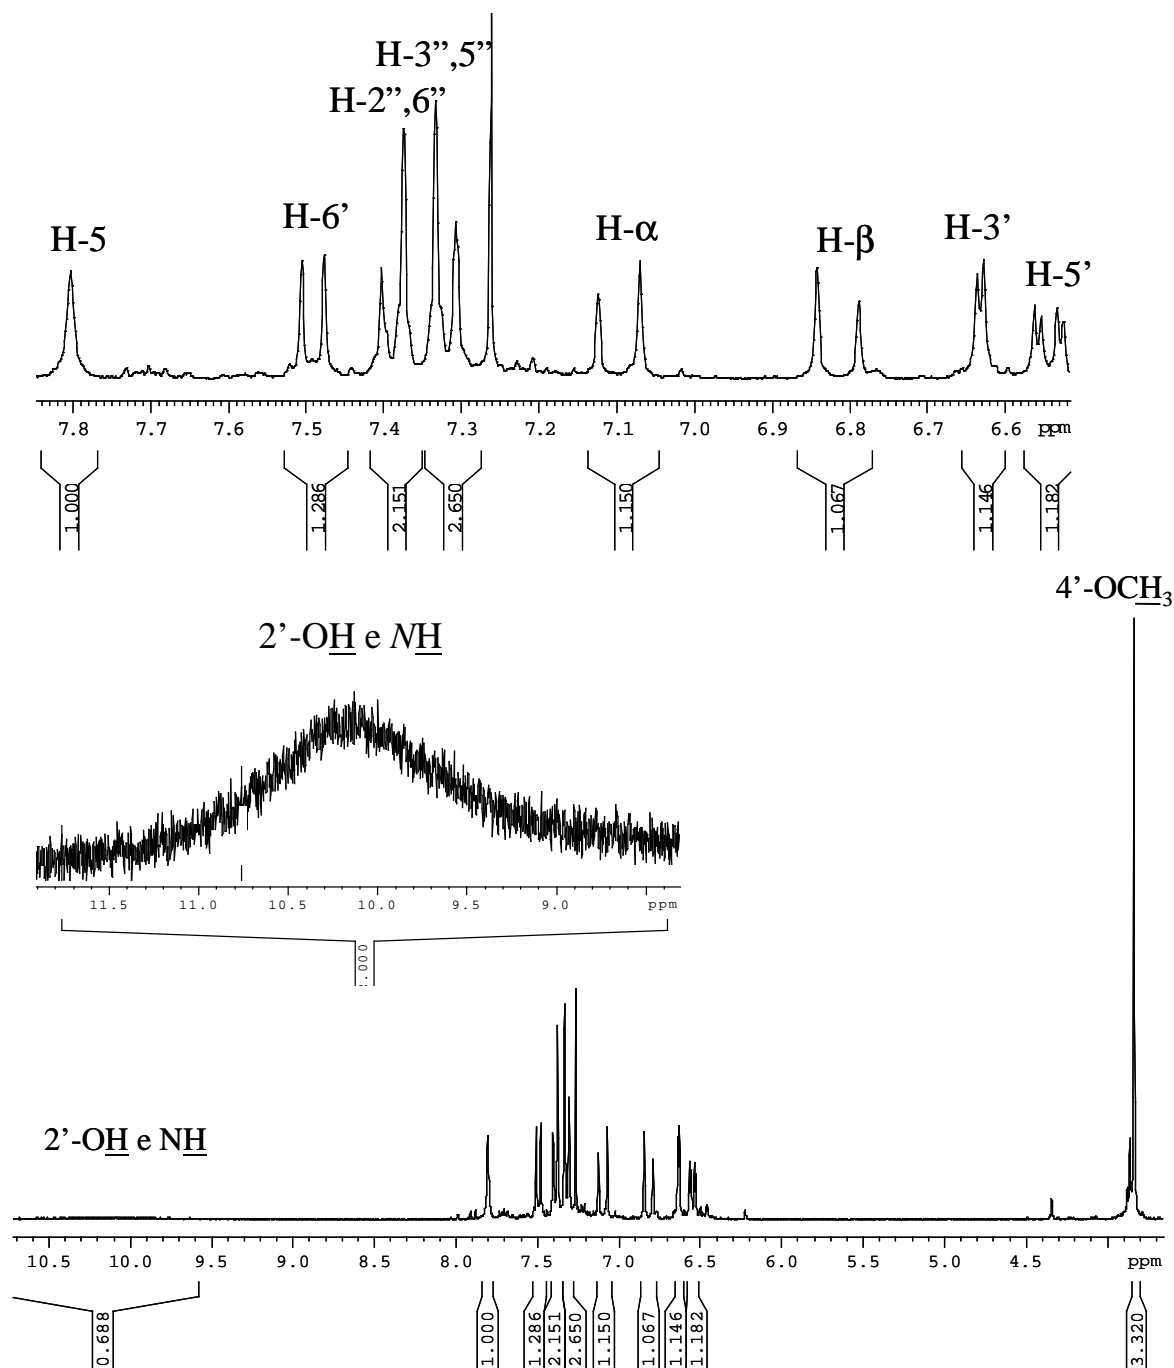 H-3”,5”
H-2”,6”
H-6’
H-5
H-α
H-β
H-3’
H-5’
7.8 7.7 7.6 7.5 7.4 7.3 7.2 7.1 7.0 6.9 6.8 6.7 6.6 ppm
1.000 1.286 2.151 2.650 1.150 1.067 1.146 1.182
4’-OCH3
2’-OH e NH
11.5 11.0 10.5 10.0 9.5 9.0 ppm
.000
2’-OH e NH
10.5 10.0 9.5 9.0 8.5 8.0 7.5 7.0 6.5 6.0 5.5 5.0 4.5 ppm
0.688 1.000 1.286 2.151 2.650 1.150 1.067 1.146 1.182 3.320